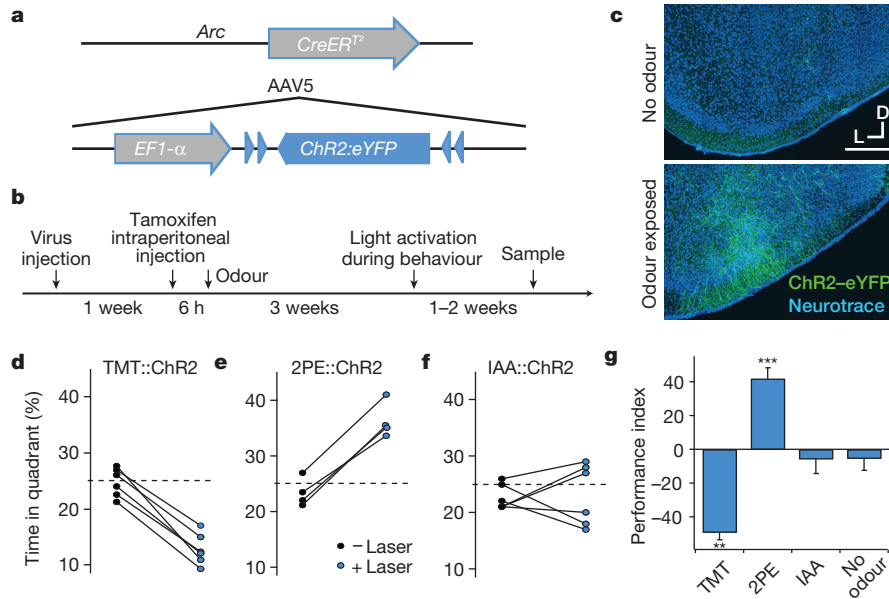 a
Arc
CreERT²
AAV5
EF1-α
ChR2:eYFP
b
Virus
injection
Tamoxifen
intraperitoneal
injection
Odour
Light activation
during behaviour
Sample
1 week
6 h
3 weeks
1–2 weeks
c
No odour
D
L
Odour exposed
ChR2–eYFP
Neurotrace
d
TMT::ChR2
Time in quadrant (%)
40
30
20
10
e
2PE::ChR2
40
30
20
10
– Laser
+ Laser
f
IAA::ChR2
40
30
20
10
g
Performance index
40
20
0
−20
−40
***
**
TMT
2PE
IAA
No
odour